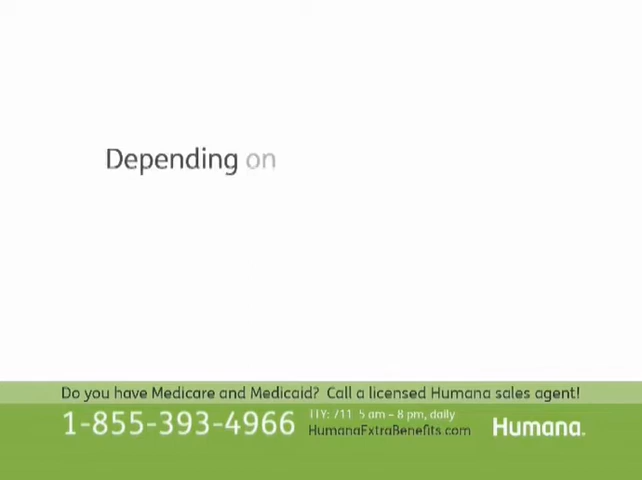 Depending on
Do you have Medicare and Medicaid? Call a licensed Humana sales agent!
1-855-393-4966
TTY: 711 5 am – 8 pm, daily
HumanaExtraBenefits.com
Humana.